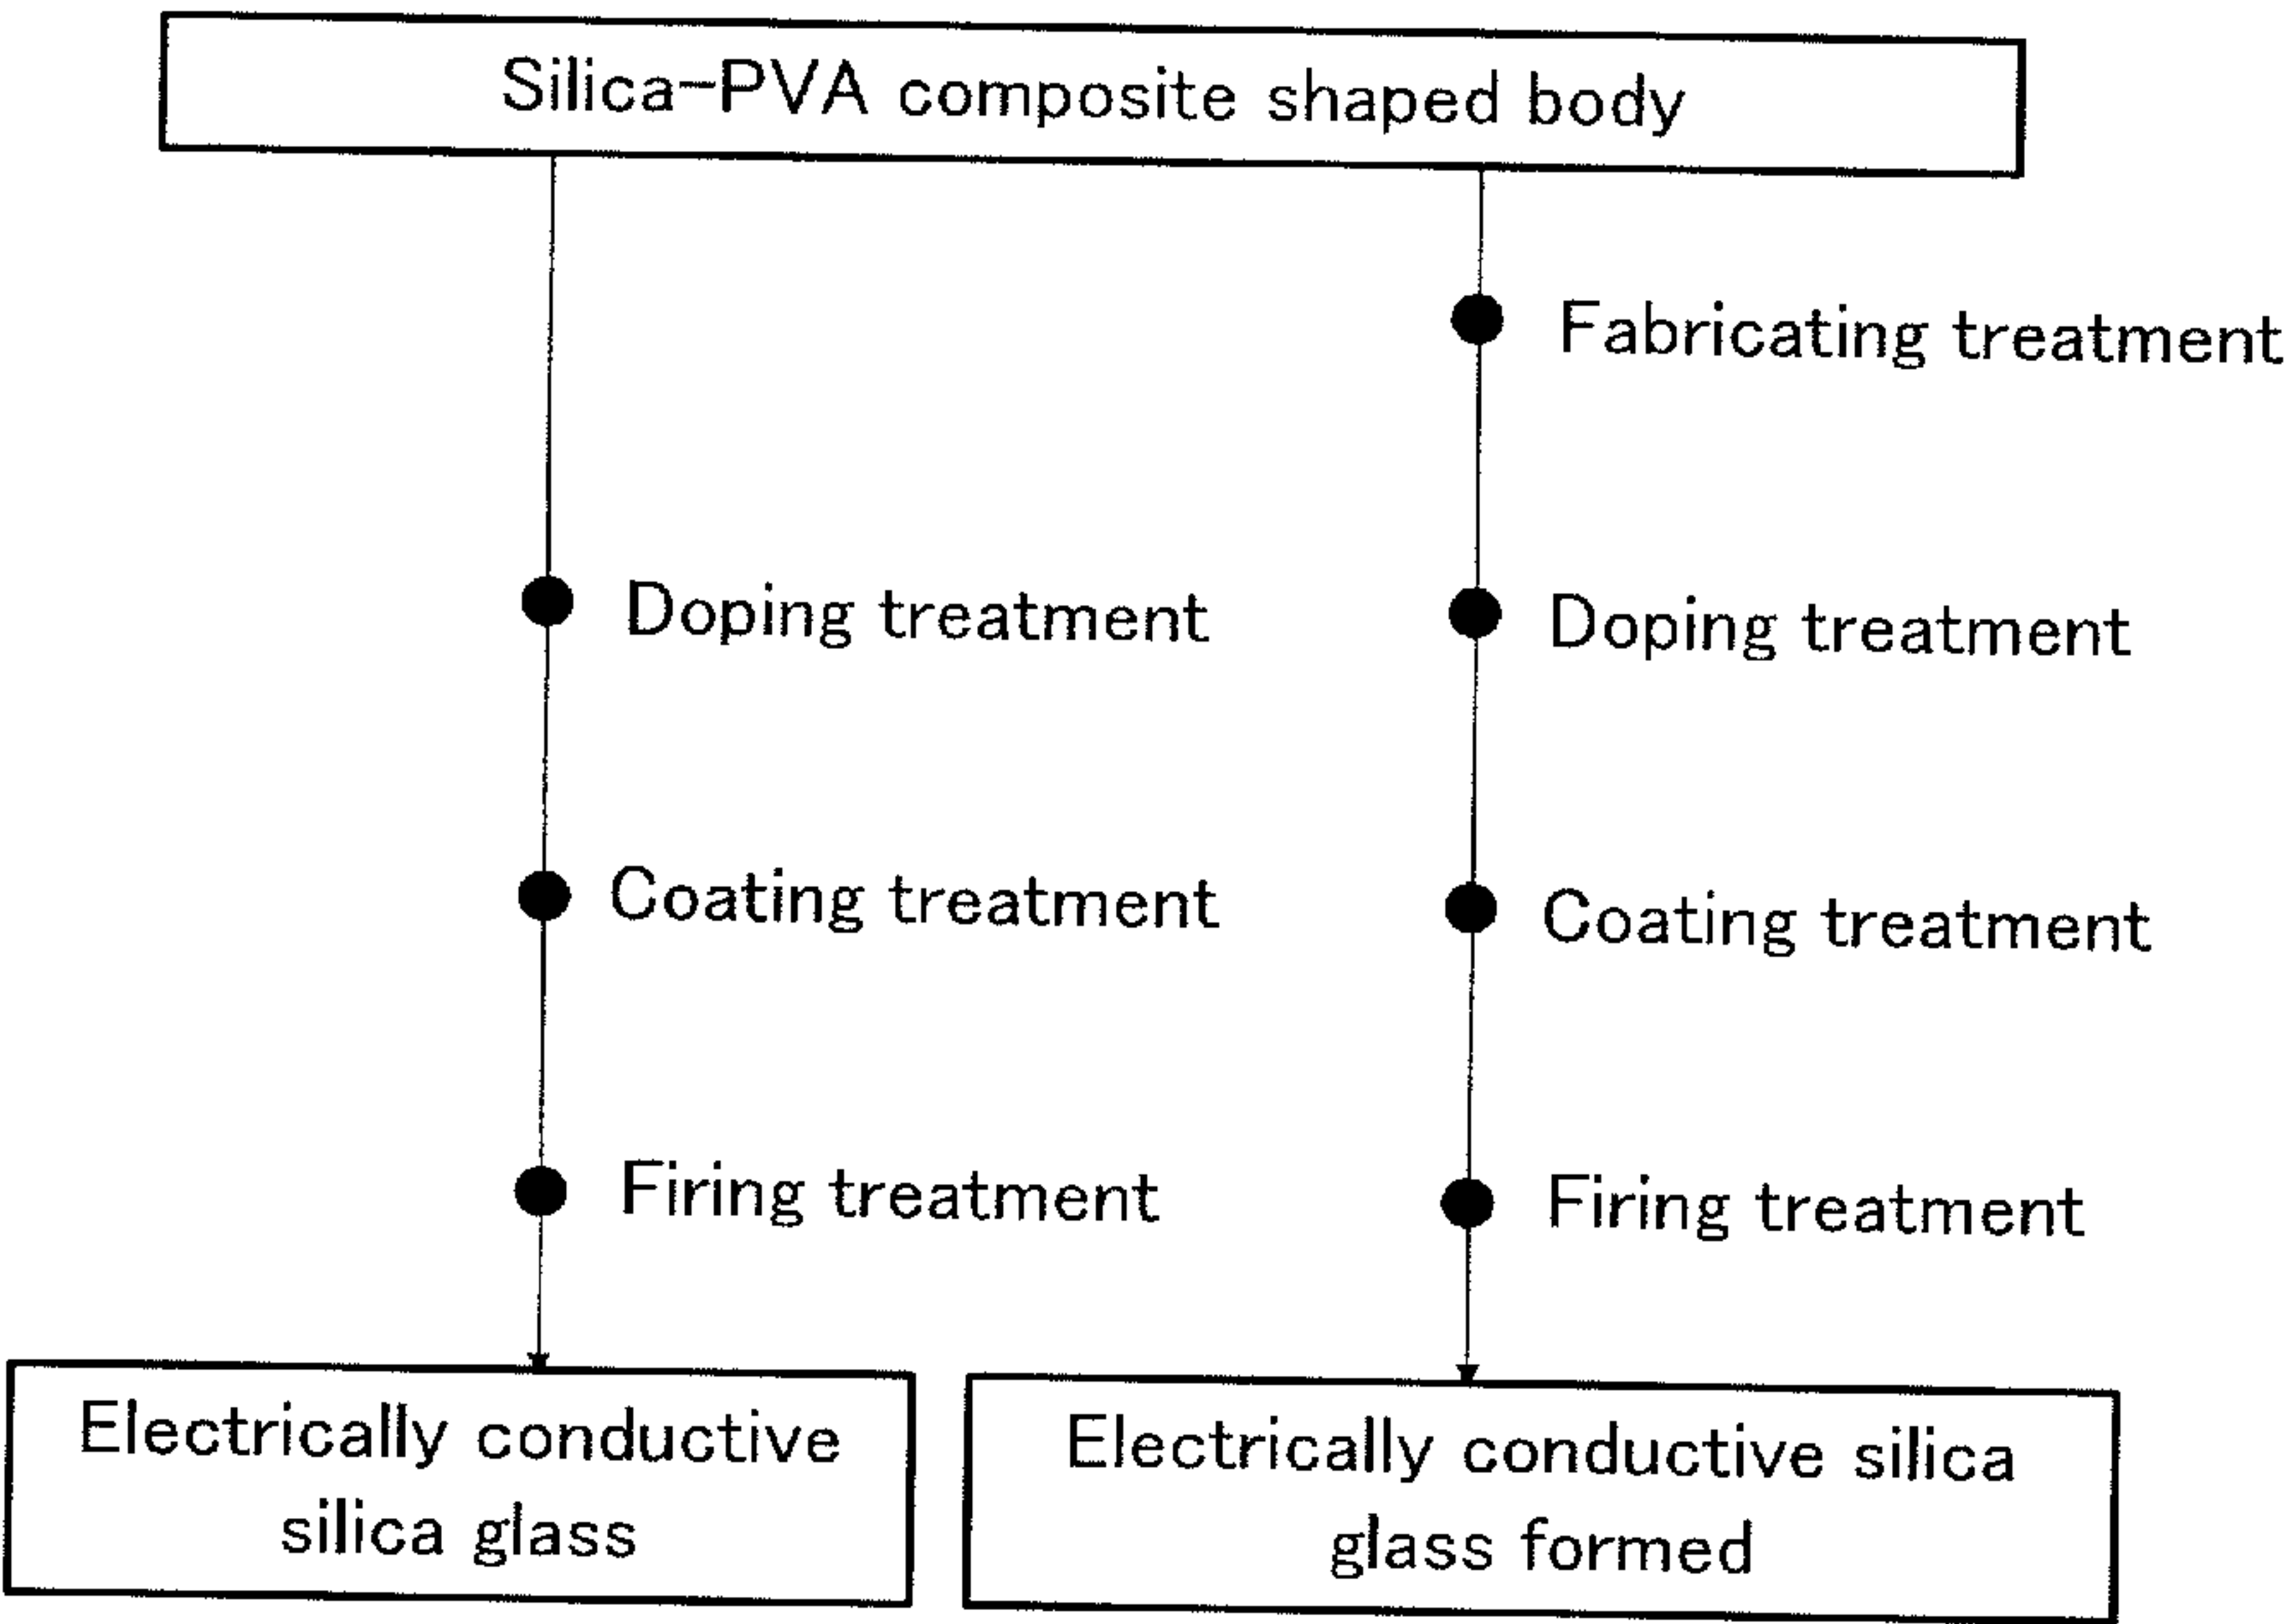 Silica-PVA composite shaped body
Fabricating treatment
Doping treatment
Doping treatment
Coating treatment
Coating treatment
Firing treatment
Firing treatment
Electrically conductive
silica glass
Electrically conductive silica
glass formed